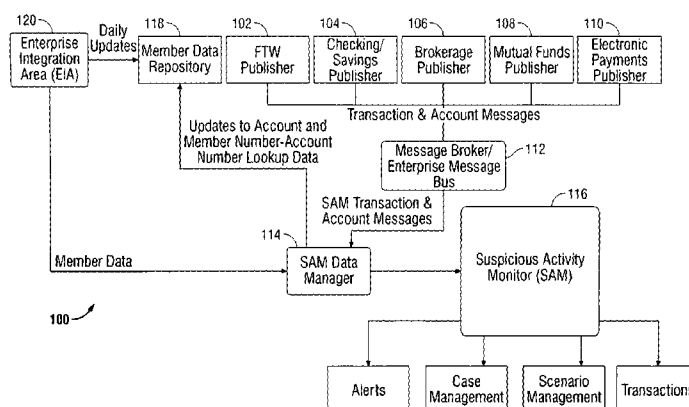 120
Daily
Updates
118
102
104
106
108
110
Enterprise
Integration
Area (EIA)
Member Data
Repository
FTW
Publisher
Checking/
Savings Publisher
Brokerage
Publisher
Mutual Funds
Publisher
Electronic
Payments
Publisher
Transaction & Account Messages
Updates to Account and
Member Number-Account
Number Lookup Data
Message Broker/
Enterprise Message
Bus
112
SAM Transaction &
Account Messages
116
114
Member Data
SAM Data
Manager
Suspicious Activity
Monitor (SAM)
100
Alerts
Case
Management
Scenario
Management
Transaction